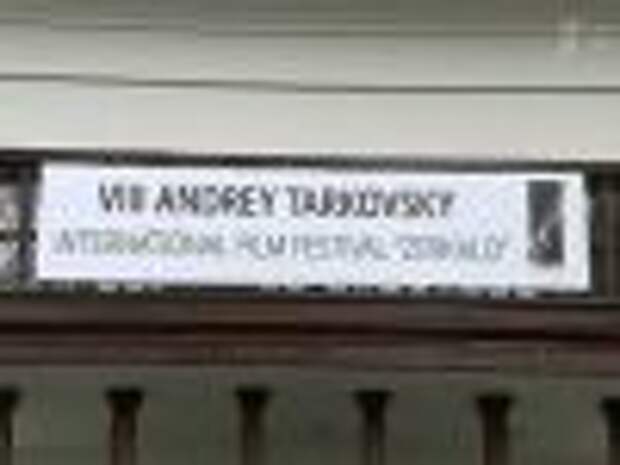 VIII ANDREY TARKOVSKY
INTERNATIONAL FILM FESTIVAL "ZERKALO"